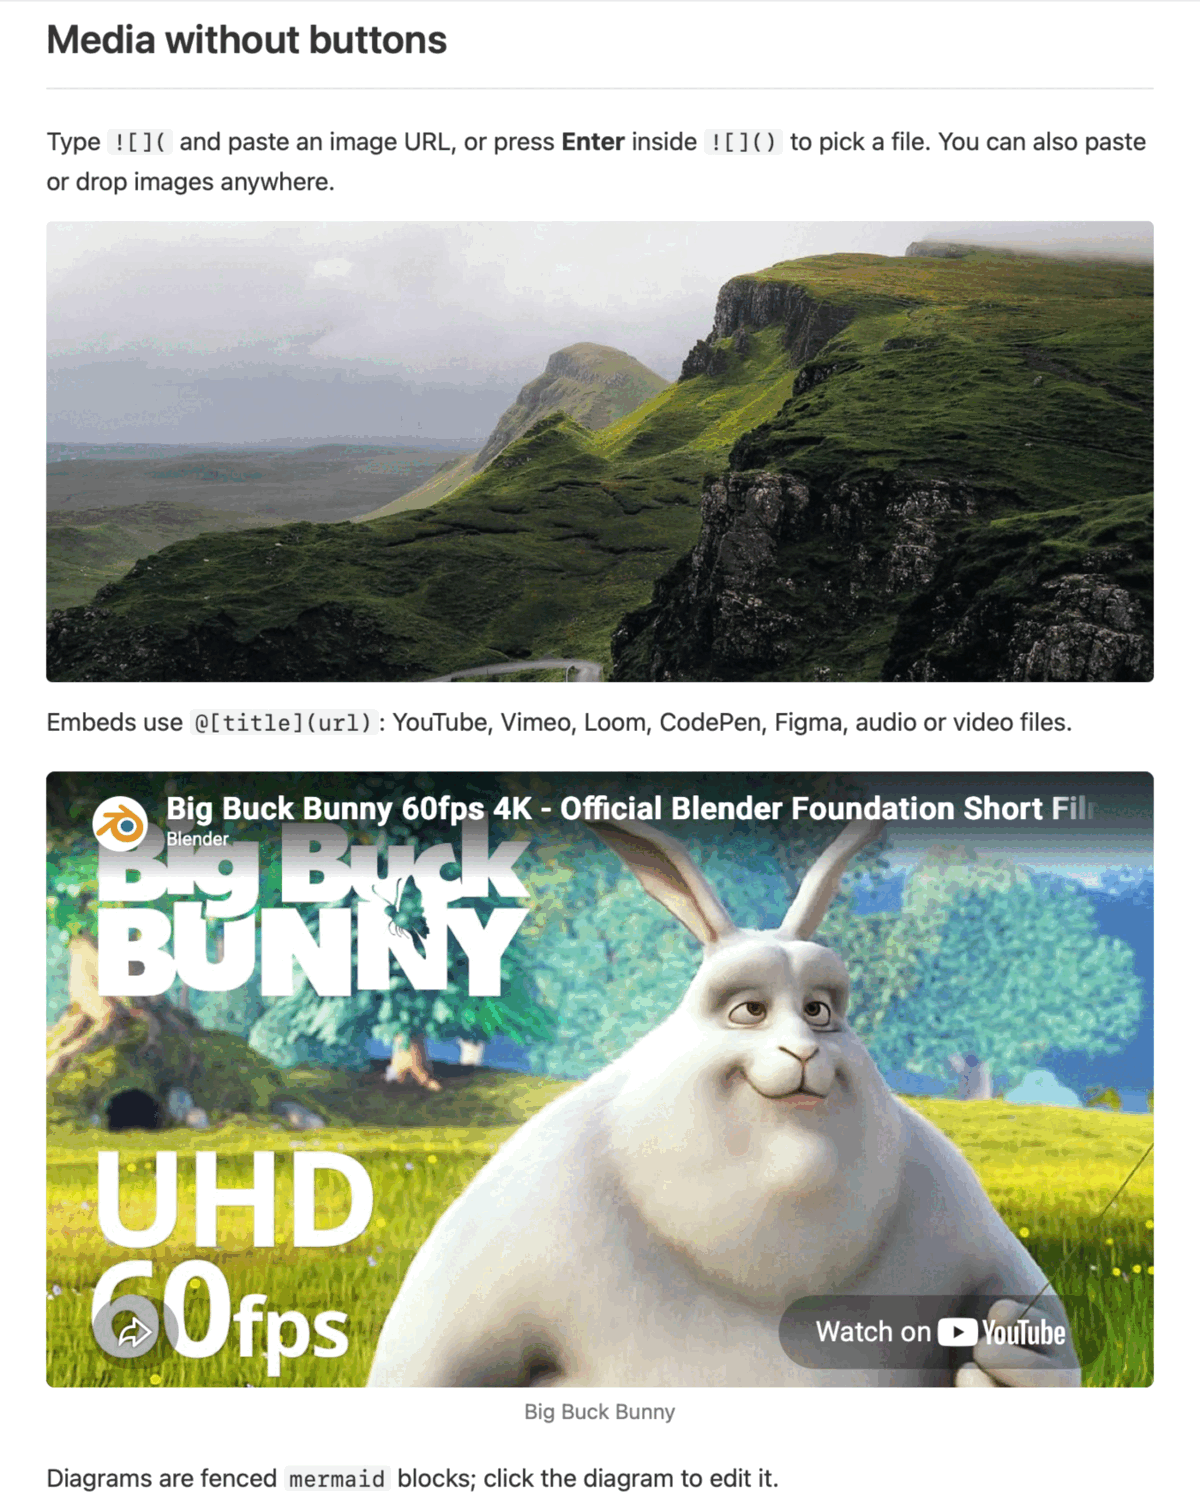 Media without buttons
Type ![]( and paste an image URL, or press Enter inside ![]() to pick a file. You can also paste
or drop images anywhere.
Embeds use @[title](url): YouTube, Vimeo, Loom, CodePen, Figma, audio or video files.
Big Buck Bunny 60fps 4K - Official Blender Foundation Short Fil
Blender
Big Buck
BUNNY
UHD
60fps
Watch on YouTube
Big Buck Bunny
Diagrams are fenced mermaid blocks; click the diagram to edit it.